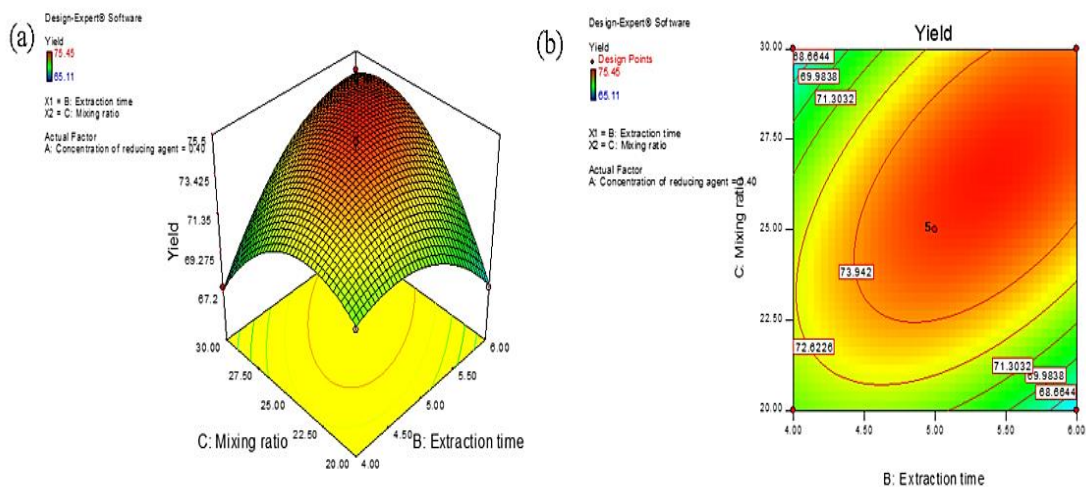 (a)
Design-Expert® Software
Yield
75.45
65.11
X1 = B: Extraction time
X2 = C: Mixing ratio
Actual Factor
A: Concentration of reducing agent = 0.40
75.5
73.425
71.35
69.275
67.2
Yield
30.00
27.50
25.00
22.50
20.00
4.00
4.50
5.00
5.50
6.00
C: Mixing ratio
B: Extraction time
(b)
Design-Expert® Software
Yield
Design Points
75.45
65.11
X1 = B: Extraction time
X2 = C: Mixing ratio
Actual Factor
A: Concentration of reducing agent = 0.40
Yield
30.00
27.50
25.00
22.50
20.00
C: Mixing ratio
68.6644
69.9838
71.3032
5
73.942
72.6226
71.3032
69.9838
68.6644
4.00
4.50
5.00
5.50
6.00
B: Extraction time